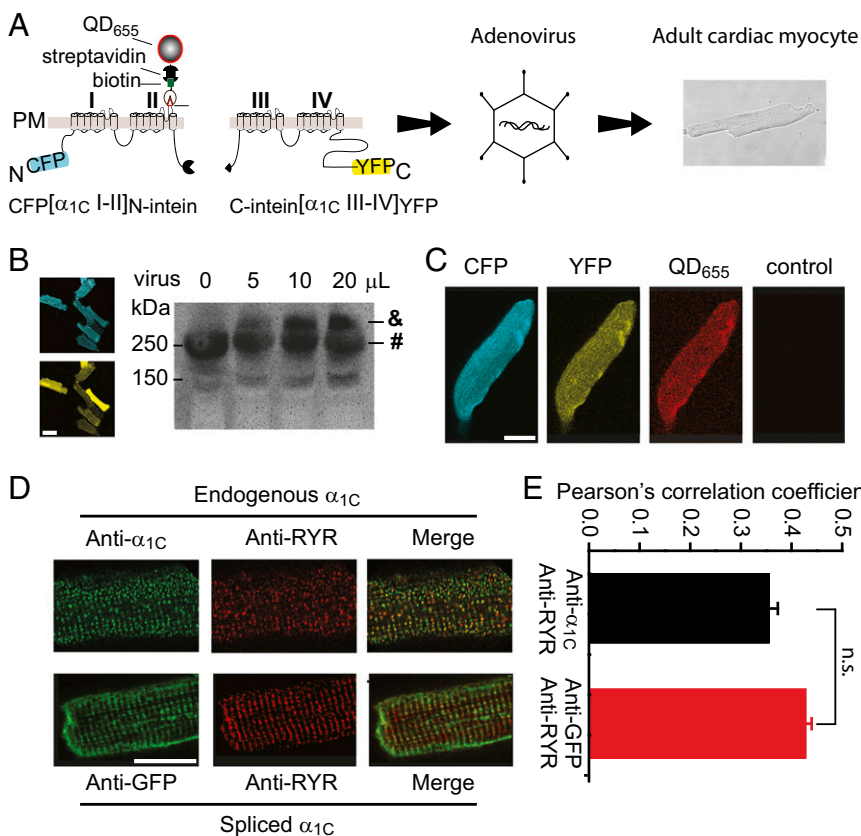 A
QD655
streptavidin
biotin
I II III IV
PM
N CFP
YFP C
CFP[α1C I-II]N-intein
C-intein[α1C III-IV]YFP
Adenovirus
Adult cardiac myocyte
B
virus 0 5 10 20 μL
kDa
250
150
&
#
C
CFP YFP QD655 control
D
Endogenous α1C
Anti-α1C Anti-RYR Merge
Anti-GFP Anti-RYR Merge
Spliced α1C
E
Pearson's correlation coefficien
0.0 0.1 0.2 0.3 0.4 0.5
Anti-α1C
Anti-RYR
Anti-GFP
Anti-RYR
n.s.